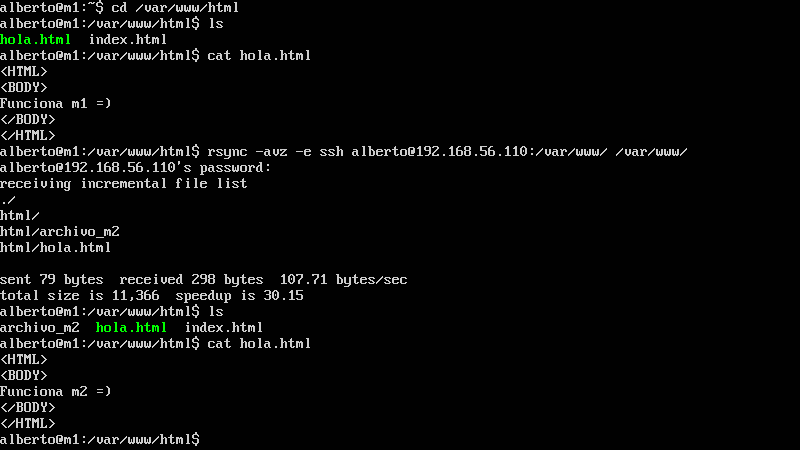 alberto@m1:~$ cd /var/www/html
alberto@m1:/var/www/html$ ls
hola.html  index.html
alberto@m1:/var/www/html$ cat hola.html
<HTML>
<BODY>
Funciona m1 =)
</BODY>
</HTML>
alberto@m1:/var/www/html$ rsync -avz -e ssh alberto@192.168.56.110:/var/www/ /var/www/
alberto@192.168.56.110's password:
receiving incremental file list
./
html/
html/archivo_m2
html/hola.html

sent 79 bytes  received 298 bytes  107.71 bytes/sec
total size is 11,366  speedup is 30.15
alberto@m1:/var/www/html$ ls
archivo_m2  hola.html  index.html
alberto@m1:/var/www/html$ cat hola.html
<HTML>
<BODY>
Funciona m2 =)
</BODY>
</HTML>
alberto@m1:/var/www/html$